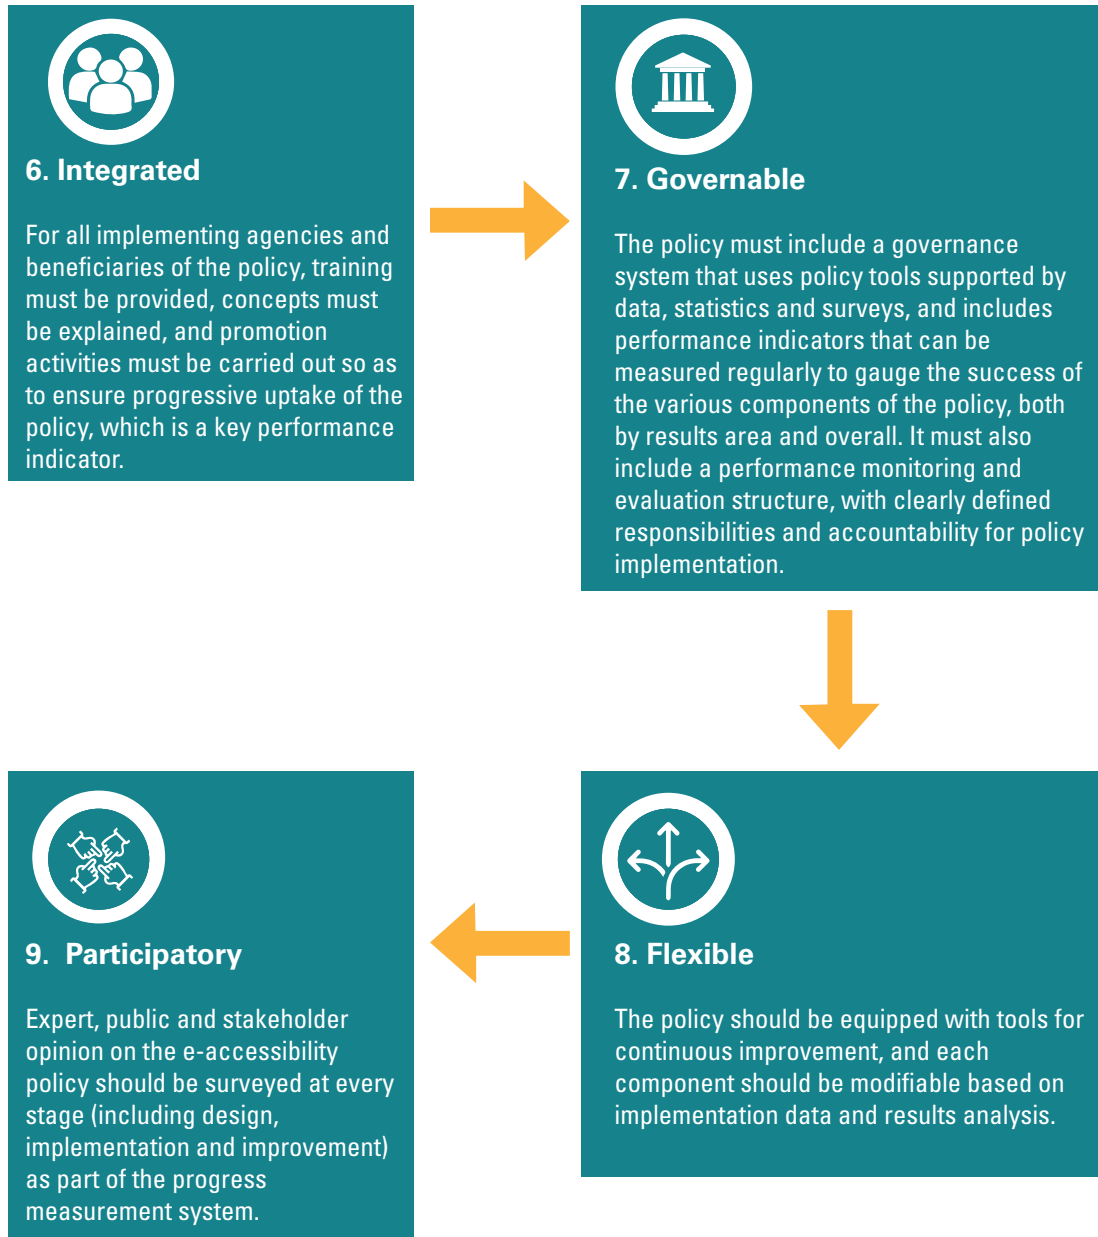 6. Integrated
For all implementing agencies and
beneficiaries of the policy, training
must be provided, concepts must
be explained, and promotion
activities must be carried out so as
to ensure progressive uptake of the
policy, which is a key performance
indicator.
7. Governable
The policy must include a governance
system that uses policy tools supported by
data, statistics and surveys, and includes
performance indicators that can be
measured regularly to gauge the success of
the various components of the policy, both
by results area and overall. It must also
include a performance monitoring and
evaluation structure, with clearly defined
responsibilities and accountability for policy
implementation.
8. Flexible
The policy should be equipped with tools for
continuous improvement, and each
component should be modifiable based on
implementation data and results analysis.
9. Participatory
Expert, public and stakeholder
opinion on the e-accessibility
policy should be surveyed at every
stage (including design,
implementation and improvement)
as part of the progress
measurement system.